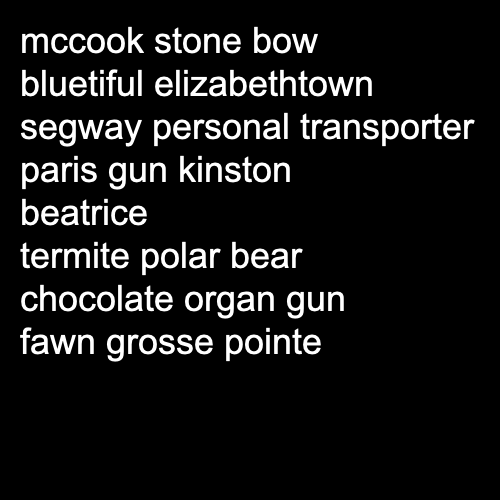 mccook stone bow
bluetiful elizabethtown
segway personal transporter
paris gun kinston
beatrice
termite polar bear
chocolate organ gun
fawn grosse pointe